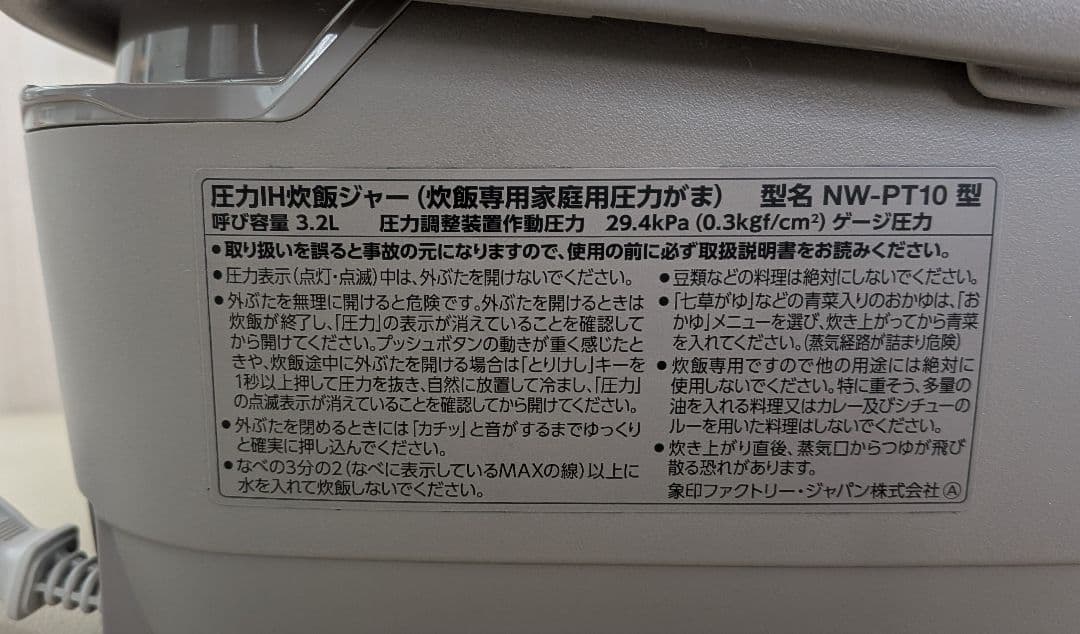 圧力IH炊飯ジャー(炊飯専用家庭用圧力がま) 型名 NW-PT10 型
呼び容量 3.2L 圧力調整装置作動圧力 29.4kPa (0.3kgf/cm²) ゲージ圧力
●取り扱いを誤ると事故の元になりますので、使用の前に必ず取扱説明書をお読みください。
●圧力表示(点灯・点滅)中は、外ぶたを開けないでください。
●外ぶたを無理に開けると危険です。外ぶたを開けるときは
炊飯が終了し、「圧力」の表示が消えていることを確認して
から開けてください。プッシュボタンの動きが重く感じたと
きや、炊飯途中に外ぶたを開ける場合は「とりけし」キーを
1秒以上押して圧力を抜き、自然に放置して冷まし、「圧力」
の点滅表示が消えていることを確認してから開けてください。
●外ぶたを閉めるときには「カチッ」と音がするまでゆっくり
と確実に押し込んでください。
●なべの3分の2(なべに表示しているMAXの線)以上に
水を入れて炊飯しないでください。
●豆類などの料理は絶対にしないでください。
●「七草がゆ」などの青菜入りのおかゆは、「お
かゆ」メニューを選び、炊き上がってから青菜
を入れてください。(蒸気経路が詰まり危険)
●炊飯専用ですので他の用途には絶対に
使用しないでください。特に重そう、多量の
油を入れる料理又はカレー及びシチューの
ルーを用いた料理はしないでください。
●炊き上がり直後、蒸気口からつゆが飛び
散る恐れがあります。
象印ファクトリー・ジャパン株式会社 Ⓐ